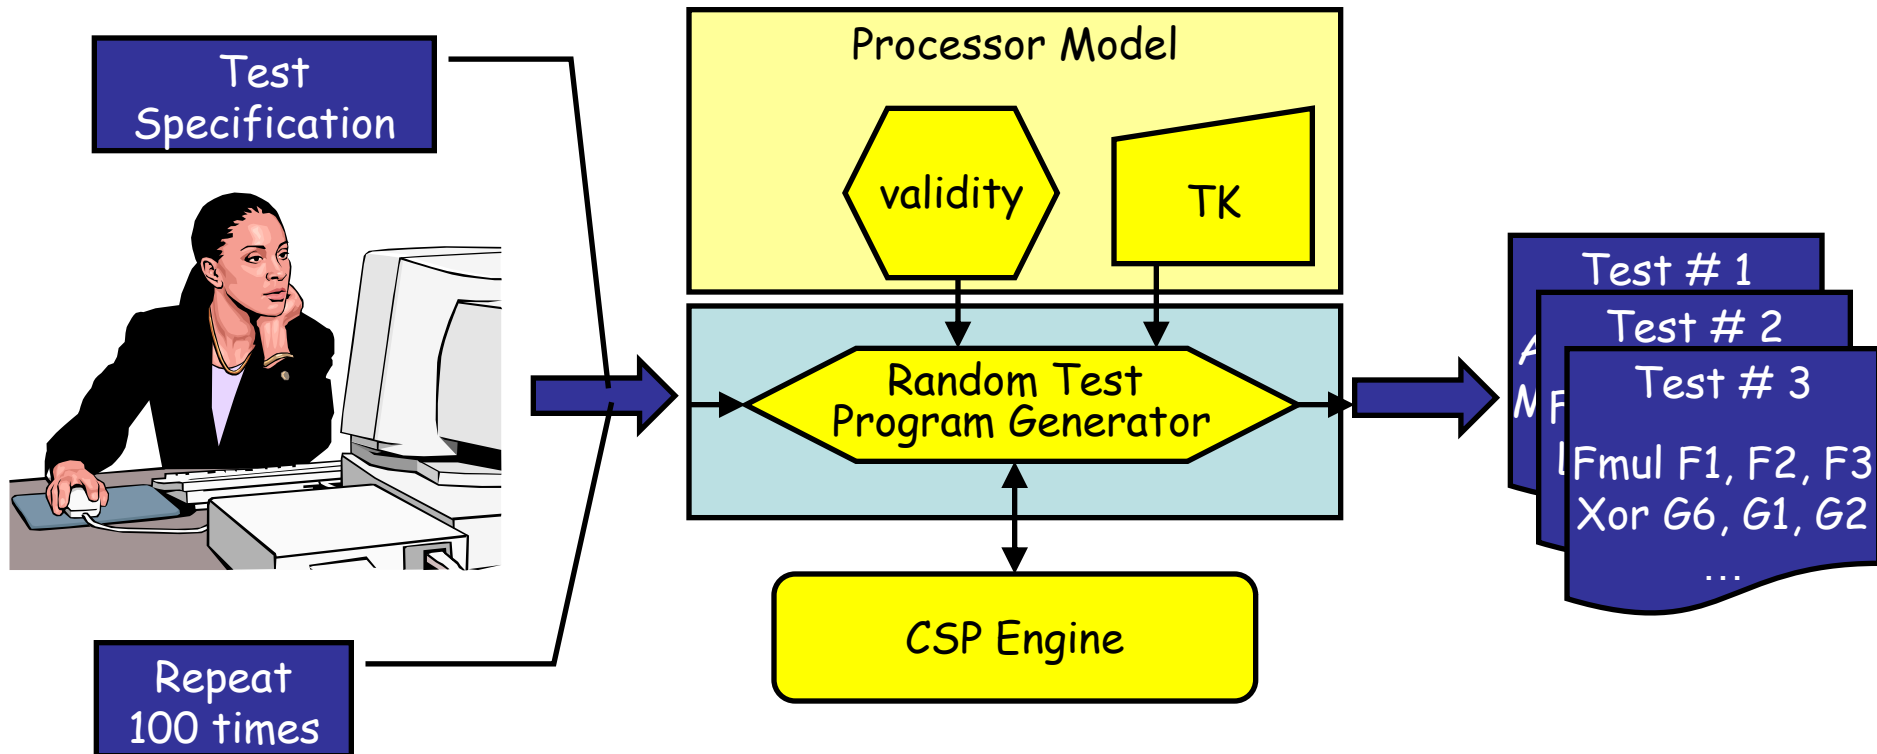 Test
Specification
Repeat
100 times
Processor Model
validity
TK
Random Test
Program Generator
CSP Engine
Test # 1
Test # 2
Test # 3
Fmul F1, F2, F3
Xor G6, G1, G2
...